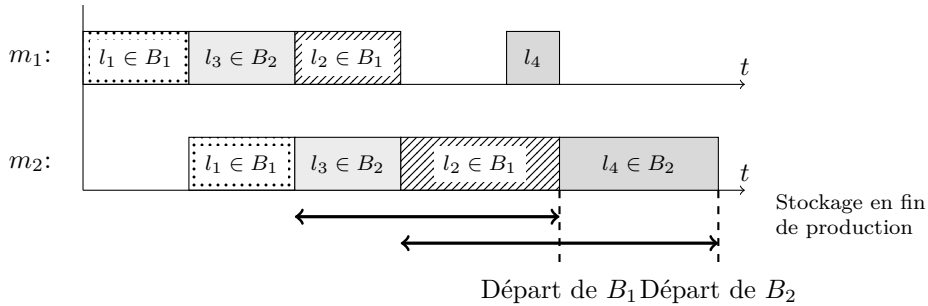 m₁: l₁ ∈ B₁ l₃ ∈ B₂ l₂ ∈ B₁ l₄ t
m₂: l₁ ∈ B₁ l₃ ∈ B₂ l₂ ∈ B₁ l₄ ∈ B₂ t
Stockage en fin
de production
Départ de B₁ Départ de B₂